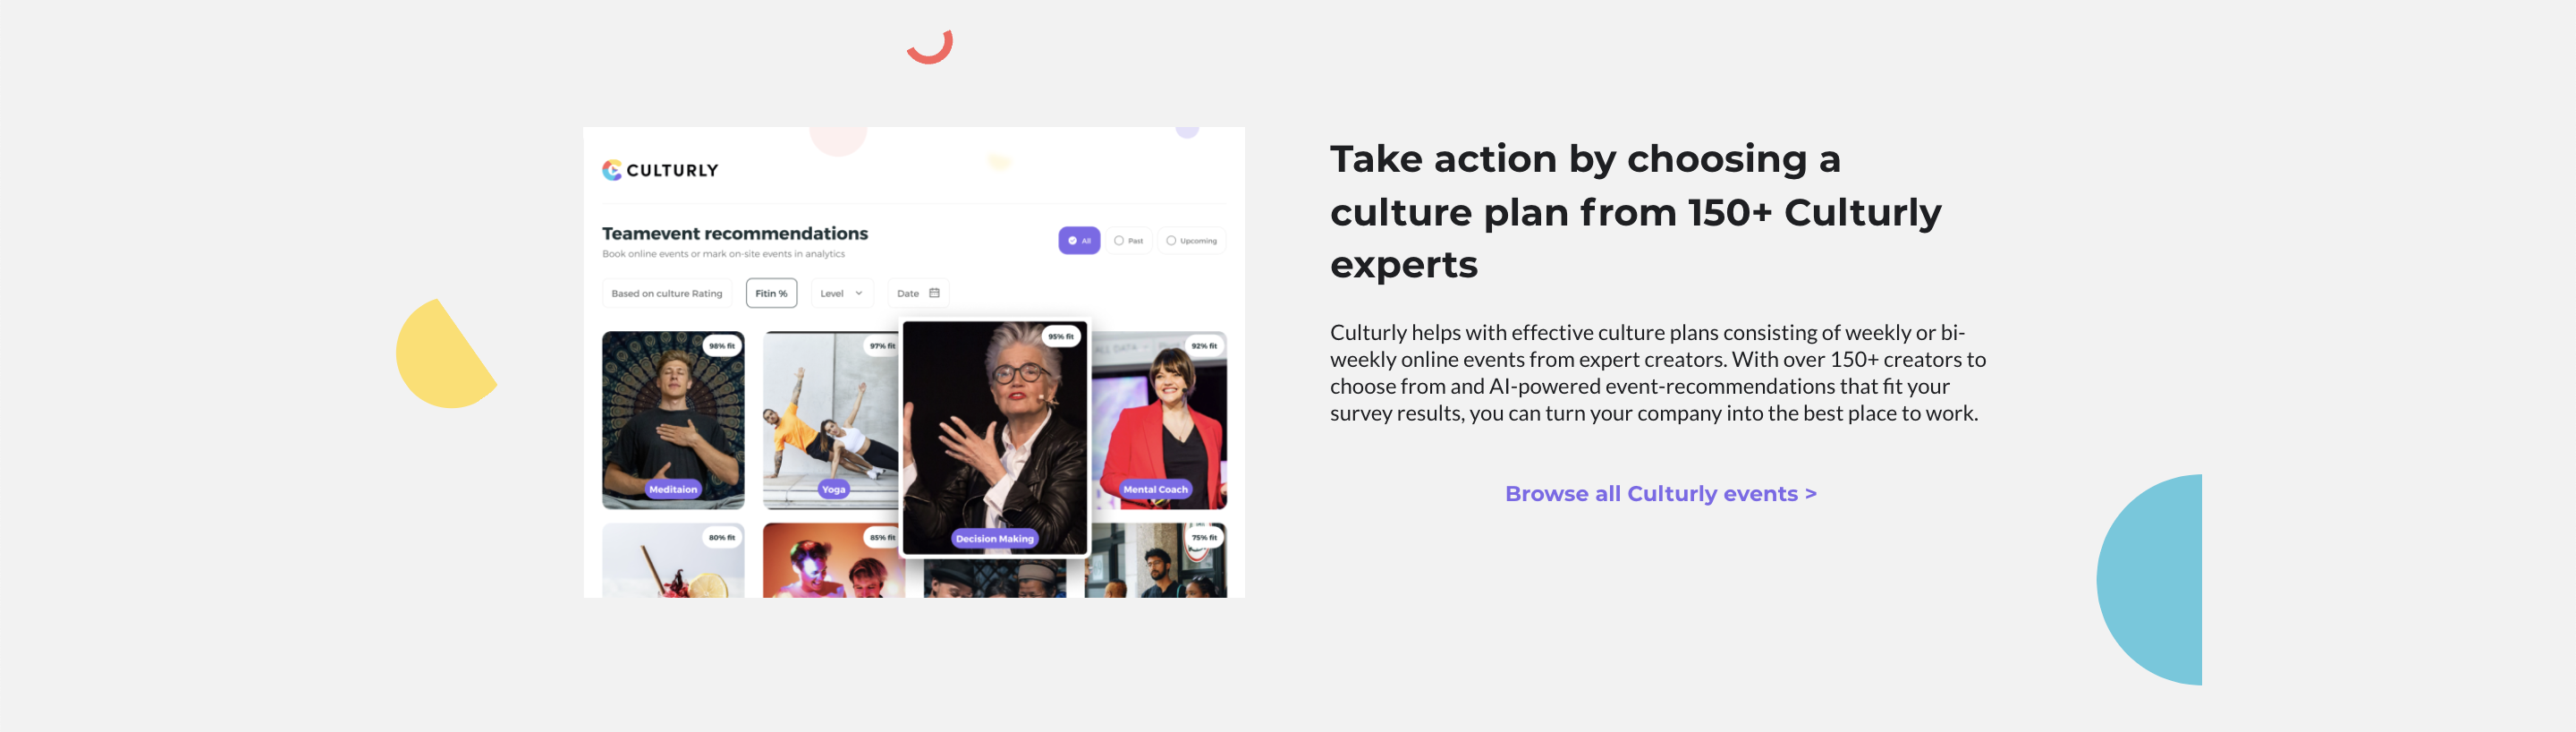 CULTURLY
Teamevent recommendations
Book online events or mark on-site events in analytics
All
Past
Upcoming
Based on culture Rating
Fitin %
Level
Date
98% fit
97% fit
95% fit
92% fit
Meditaion
Yoga
Decision Making
Mental Coach
80% fit
85% fit
75% fit
Take action by choosing a
culture plan from 150+ Culturly
experts
Culturly helps with effective culture plans consisting of weekly or bi-
weekly online events from expert creators. With over 150+ creators to
choose from and AI-powered event-recommendations that fit your
survey results, you can turn your company into the best place to work.
Browse all Culturly events >